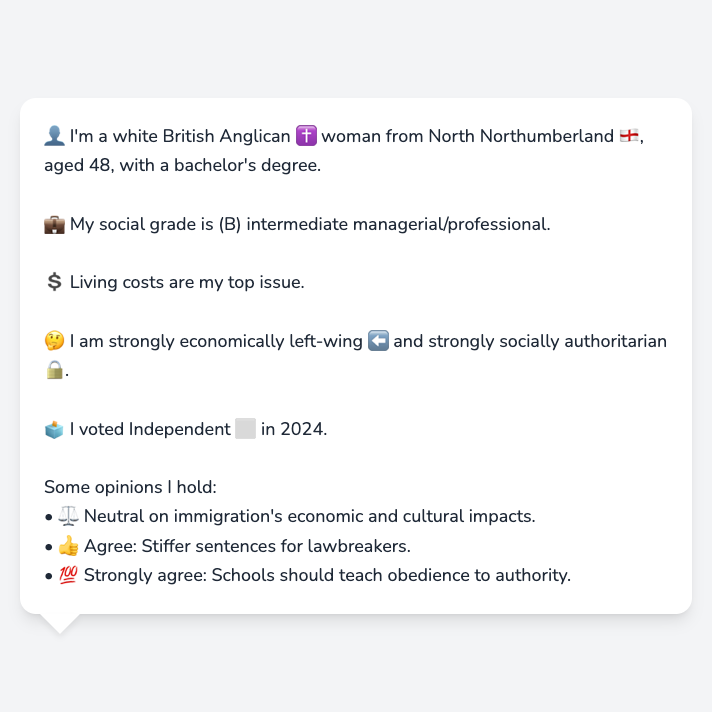 👤 I'm a white British Anglican ✝️ woman from North Northumberland 🏴󠁧󠁢󠁥󠁮󠁧󠁿,
aged 48, with a bachelor's degree.
💼 My social grade is (B) intermediate managerial/professional.
💲 Living costs are my top issue.
🤔 I am strongly economically left-wing ⬅️ and strongly socially authoritarian
🔒.
🗳️ I voted Independent ⬜ in 2024.
Some opinions I hold:
• ⚖️ Neutral on immigration's economic and cultural impacts.
• 👍 Agree: Stiffer sentences for lawbreakers.
• 💯 Strongly agree: Schools should teach obedience to authority.